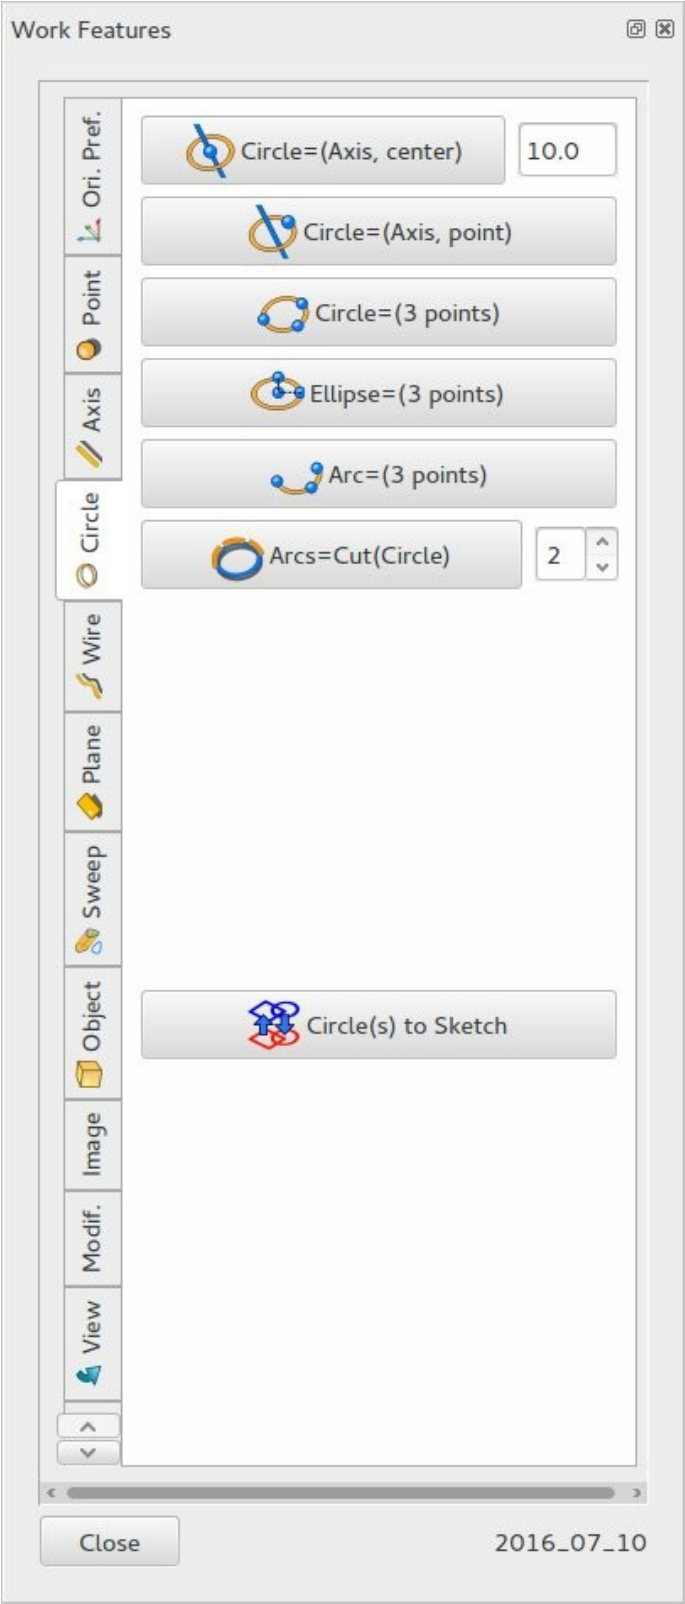 Work Features
Ori. Pref.
Point
Axis
Circle
Wire
Plane
Sweep
Object
Image
Modif.
View
Circle=(Axis, center)
10.0
Circle=(Axis, point)
Circle=(3 points)
Ellipse=(3 points)
Arc=(3 points)
Arcs=Cut(Circle)
2
Circle(s) to Sketch
Close
2016_07_10